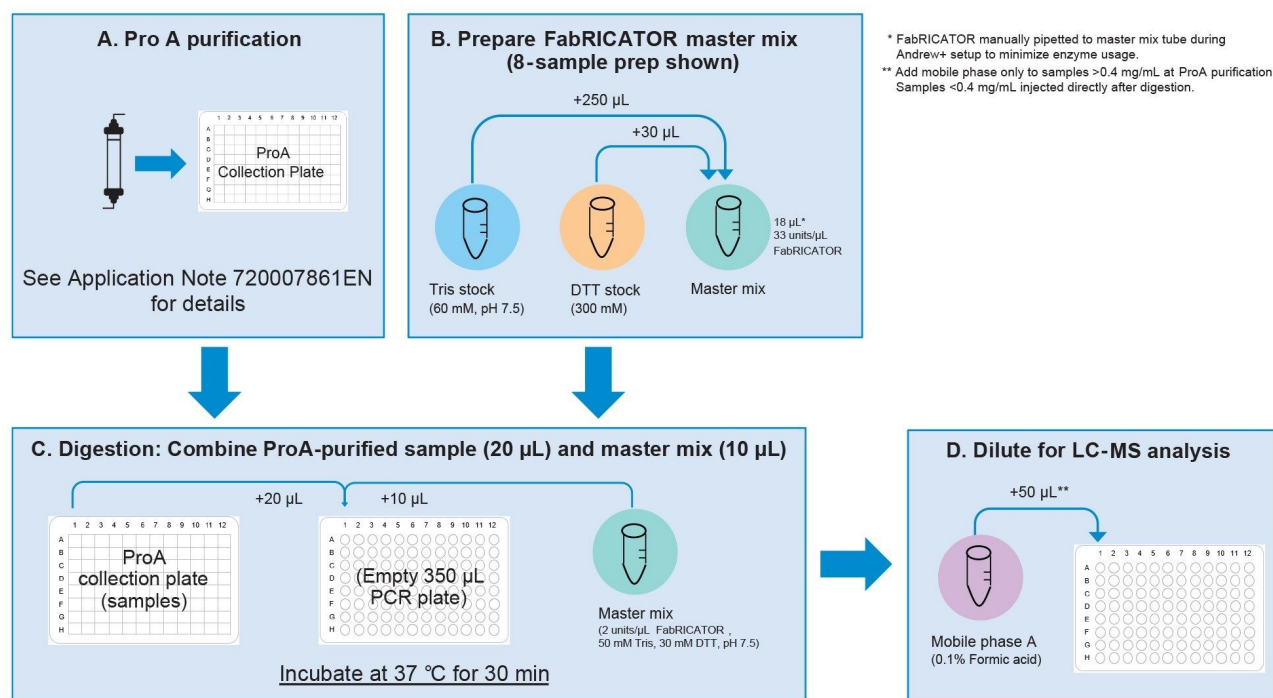 A. Pro A purification
1 2 3 4 5 6 7 8 9 10 11 12
A
B
C
D
E
F
G
H
ProA
Collection Plate
See Application Note 720007861EN
for details
B. Prepare FabRICATOR master mix
(8-sample prep shown)
+250 µL
+30 µL
18 µL*
33 units/µL
FabRICATOR
Tris stock
(60 mM, pH 7.5)
DTT stock
(300 mM)
Master mix
* FabRICATOR manually pipetted to master mix tube during
Andrew+ setup to minimize enzyme usage.
** Add mobile phase only to samples >0.4 mg/mL at ProA purification
Samples <0.4 mg/mL injected directly after digestion.
C. Digestion: Combine ProA-purified sample (20 µL) and master mix (10 µL)
+20 µL
+10 µL
1 2 3 4 5 6 7 8 9 10 11 12
A
B
C
D
E
F
G
H
ProA
collection plate
(samples)
1 2 3 4 5 6 7 8 9 10 11 12
A
B
C
D
E
F
G
H
(Empty 350 µL
PCR plate)
Master mix
(2 units/µL FabRICATOR ,
50 mM Tris, 30 mM DTT, pH 7.5)
Incubate at 37 °C for 30 min
D. Dilute for LC-MS analysis
+50 µL**
Mobile phase A
(0.1% Formic acid)
1 2 3 4 5 6 7 8 9 10 11 12
A
B
C
D
E
F
G
H